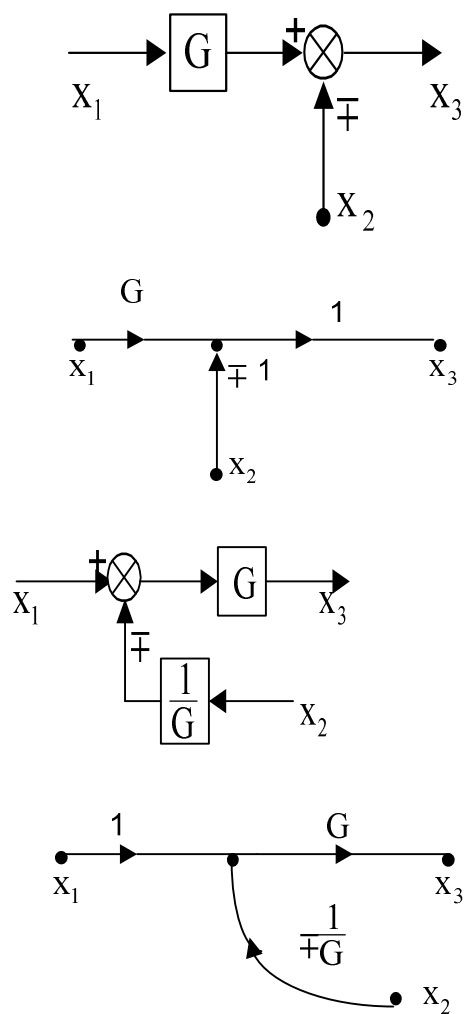 G
+
X₁ X₃
∓
X₂
G
1
x₁ x₃
∓ 1
x₂
+
G
X₁ X₃
∓
1/G
X₂
1 G
x₁ x₃
∓1/G
x₂